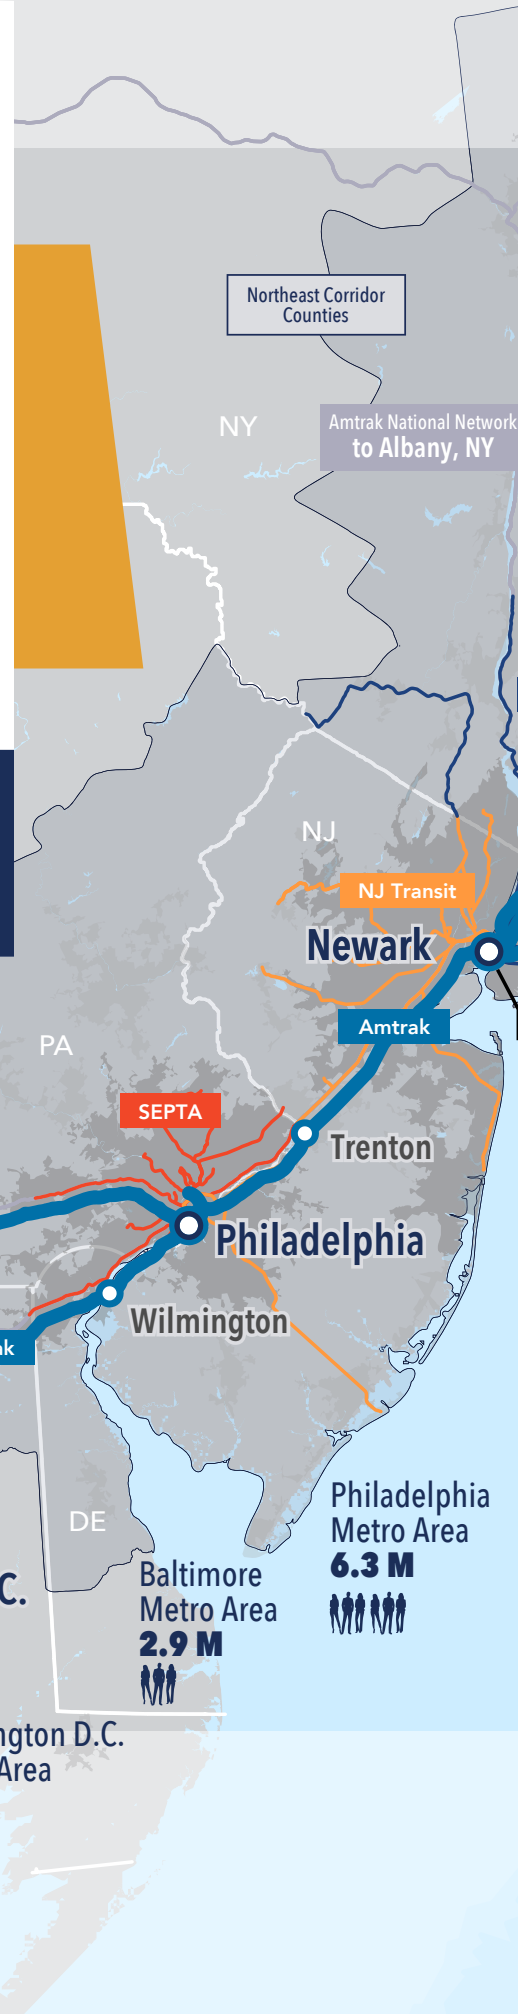 Northeast Corridor
Counties
NY
Amtrak National Network
to Albany, NY
NJ
NJ Transit
Newark
Amtrak
PA
SEPTA
Trenton
Philadelphia
Wilmington
Philadelphia
Metro Area
6.3 M
DE
Baltimore
Metro Area
2.9 M
D.C.
Area